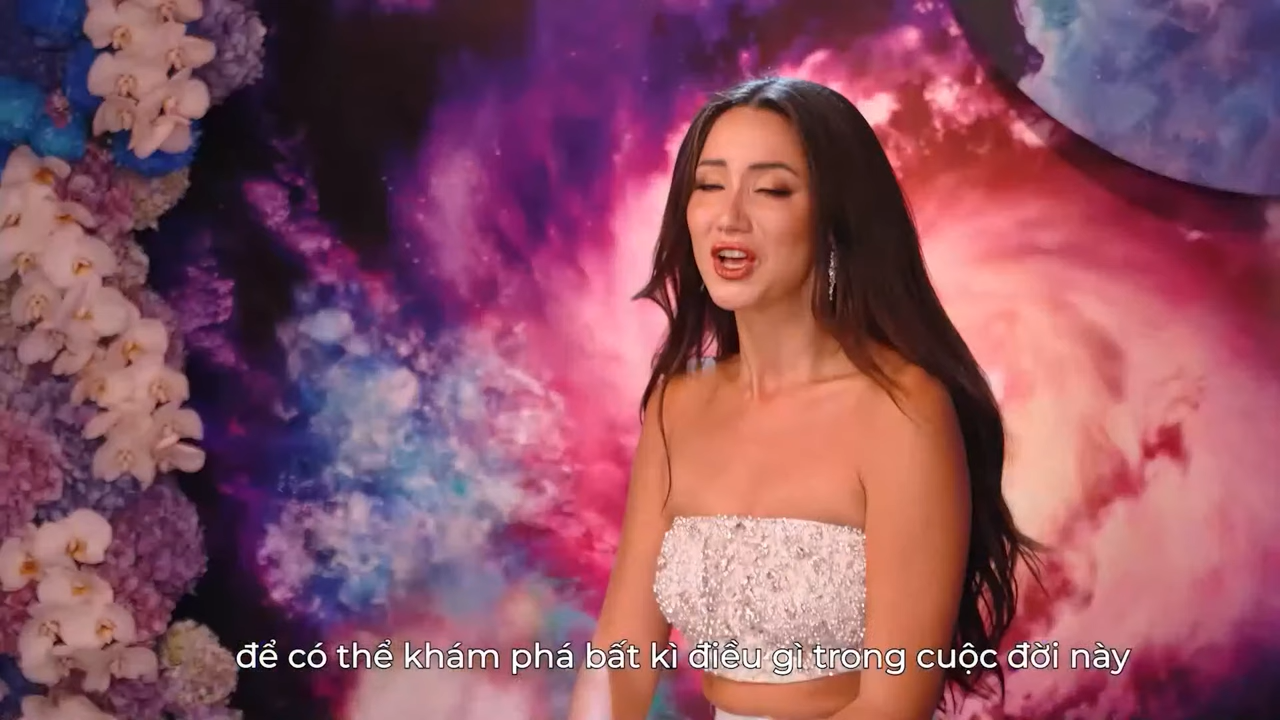 để có thể khám phá bất kì điều gì trong cuộc đời này